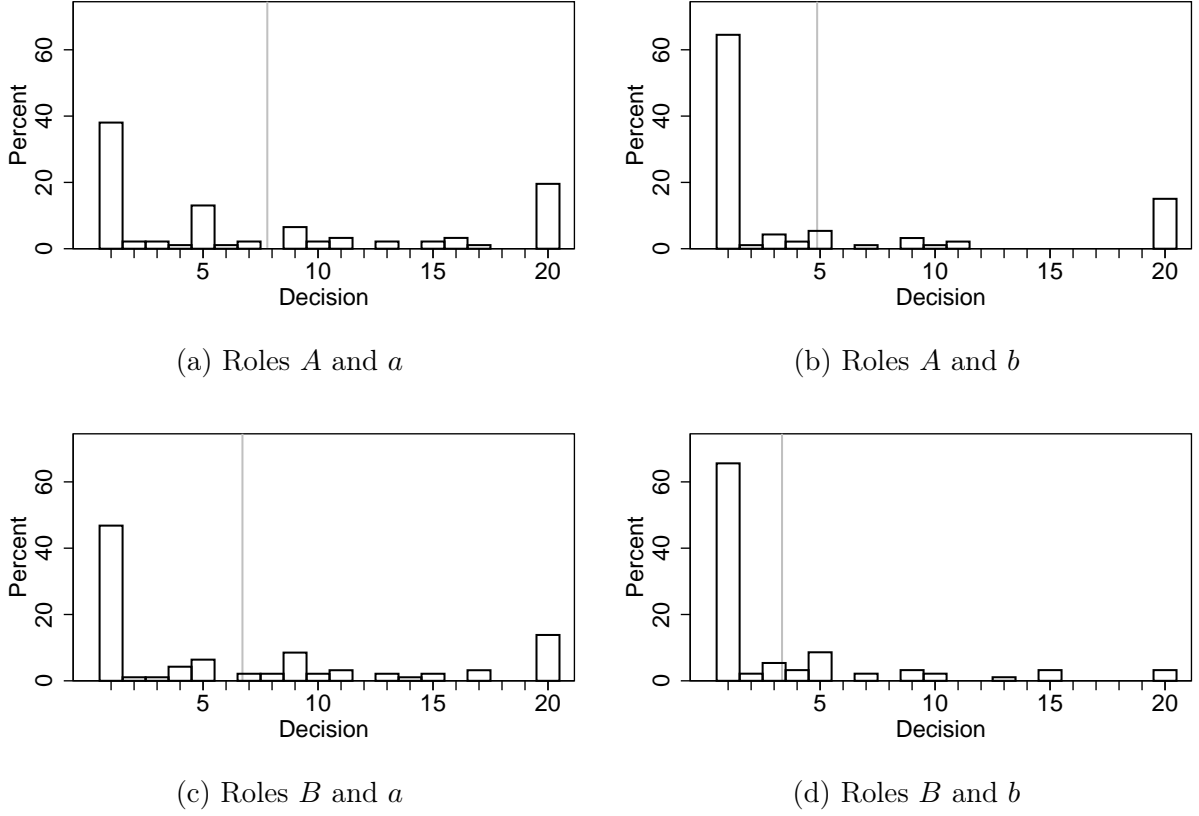 Percent
0 20 40 60
5 10 15 20
Decision
(a) Roles A and a
Percent
0 20 40 60
5 10 15 20
Decision
(b) Roles A and b
Percent
0 20 40 60
5 10 15 20
Decision
(c) Roles B and a
Percent
0 20 40 60
5 10 15 20
Decision
(d) Roles B and b